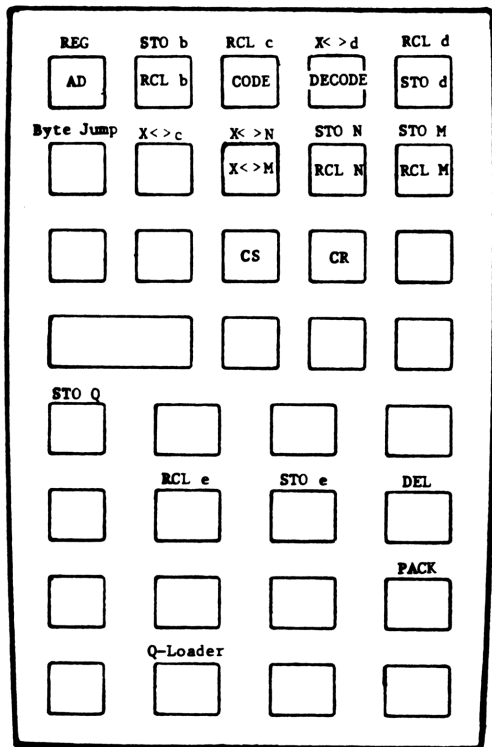 REG STO b RCL c X<>d RCL d
AD RCL b CODE DECODE STO d
Byte Jump X<>c X<>N STO N STO M
X<>M RCL N RCL M
CS CR
STO Q
RCL e STO e DEL
PACK
Q-Loader